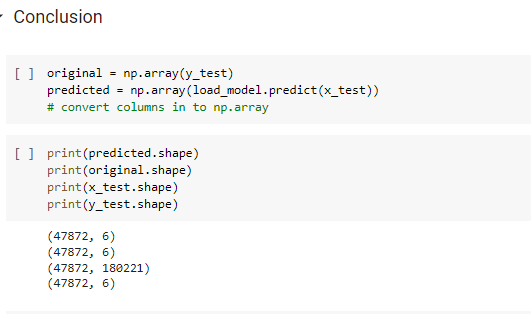 Conclusion
[ ] original = np.array(y_test)
predicted = np.array(load_model.predict(x_test))
# convert columns in to np.array
[ ] print(predicted.shape)
print(original.shape)
print(x_test.shape)
print(y_test.shape)
(47872, 6)
(47872, 6)
(47872, 180221)
(47872, 6)